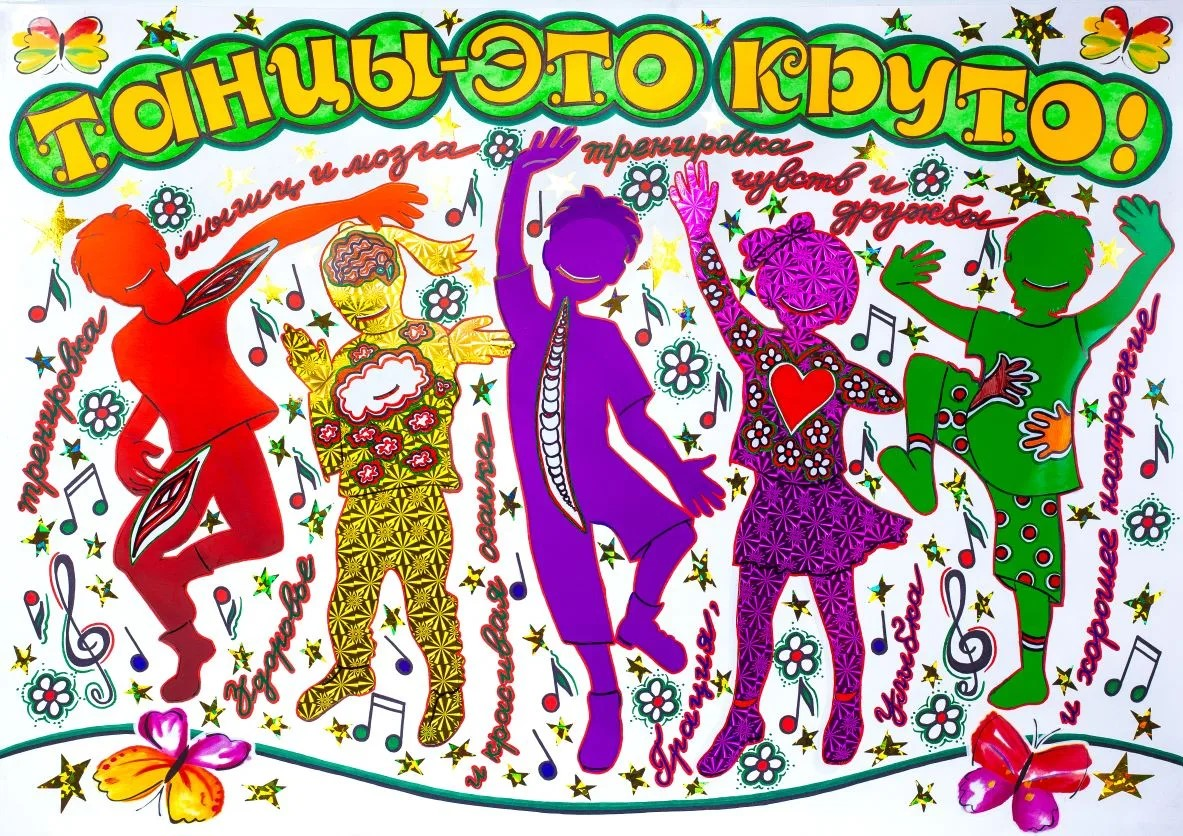 ТАНЦЫ-ЭТО КРУТО!
тренировка
мышц и мозга
тренировка
чувств и
дружбы
Здоровье
и красивая осанка
Грация,
Улыбка
и хорошее настроение